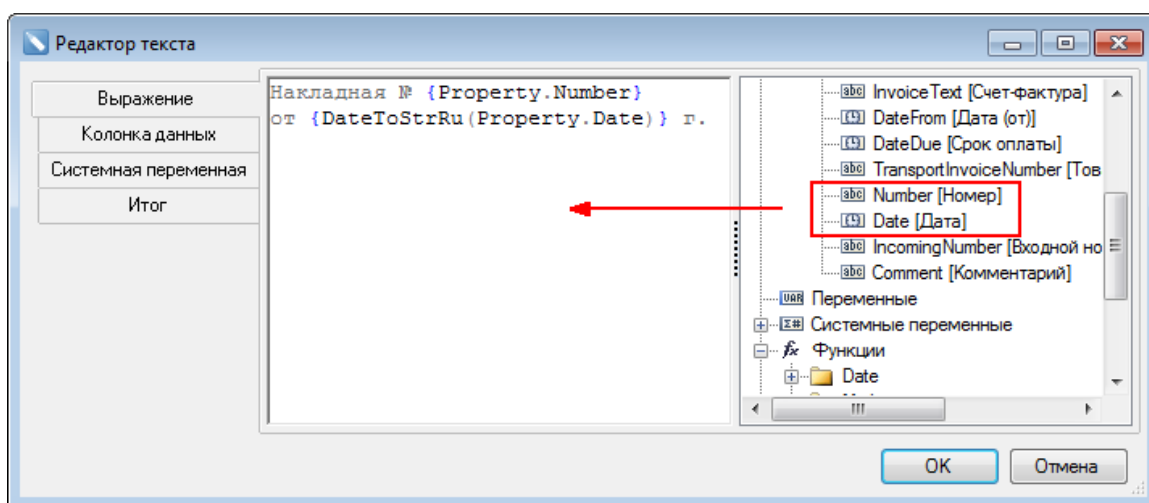 Редактор текста
Выражение
Колонка данных
Системная переменная
Итог
Накладная № {Property.Number}
от {DateToStrRu(Property.Date)} г.
InvoiceText [Счет-фактура]
DateFrom [Дата (от)]
DateDue [Срок оплаты]
TransportInvoiceNumber [Тов
Number [Номер]
Date [Дата]
IncomingNumber [Входной но
Comment [Комментарий]
Переменные
Системные переменные
Функции
Date
OK
Отмена